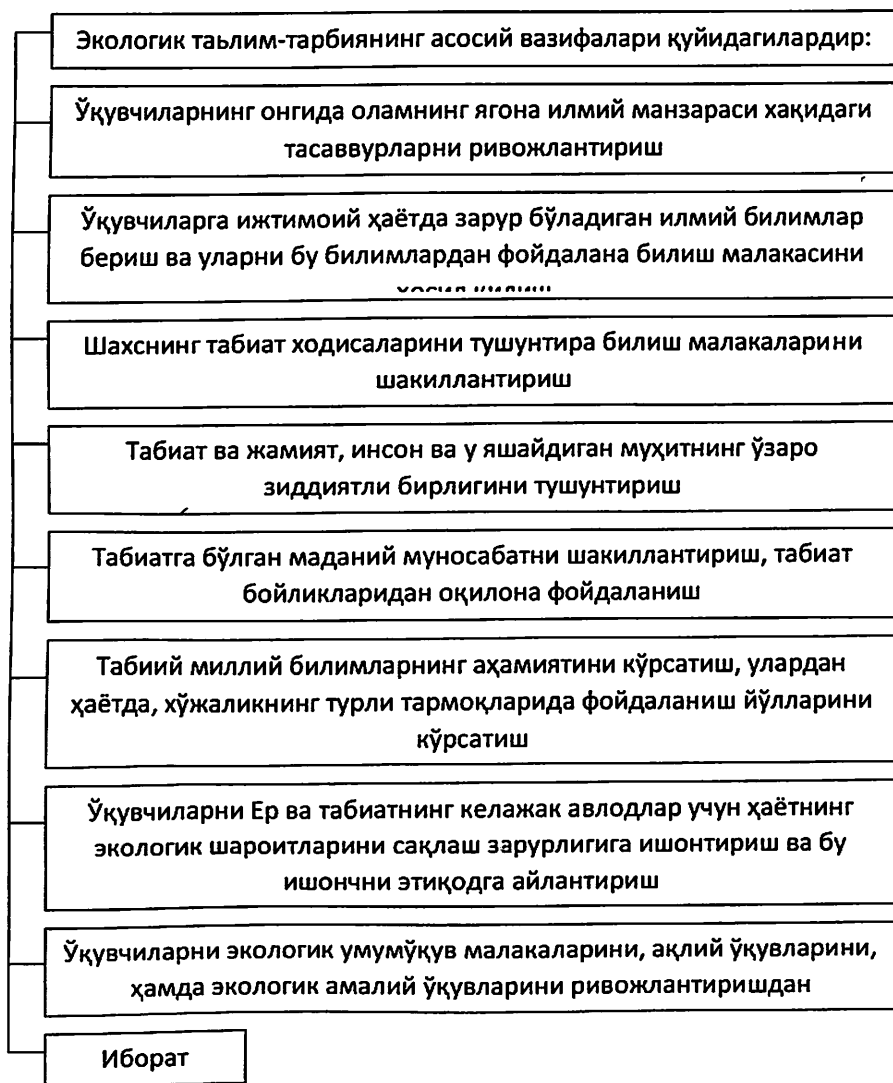 Экологик таьлим-тарбиянинг асосий вазифалари қуйидагилардир:
Ўқувчиларнинг онгида оламнинг ягона илмий манзараси хақидаги
тасаввурларни ривожлантириш
Ўқувчиларга ижтимоий ҳаётда зарур бўладиган илмий билимлар
бериш ва уларни бу билимлардан фойдалана билиш малакасини
Шахснинг табиат ходисаларини тушунтира билиш малакаларини
шакиллантириш
Табиат ва жамият, инсон ва у яшайдиган муҳитнинг ўзаро
зиддиятли бирлигини тушунтириш
Табиатга бўлган маданий муносабатни шакиллантириш, табиат
бойликларидан оқилона фойдаланиш
Табиий миллий билимларнинг аҳамиятини кўрсатиш, улардан
ҳаётда, хўжаликнинг турли тармоқларида фойдаланиш йўлларини
кўрсатиш
Ўқувчиларни Ер ва табиатнинг келажак авлодлар учун ҳаётнинг
экологик шароитларини сақлаш зарурлигига ишонтириш ва бу
ишончни этиқодга айлантириш
Ўқувчиларни экологик умумўқув малакаларини, ақлий ўқувларини,
ҳамда экологик амалий ўқувларини ривожлантиришдан
Иборат